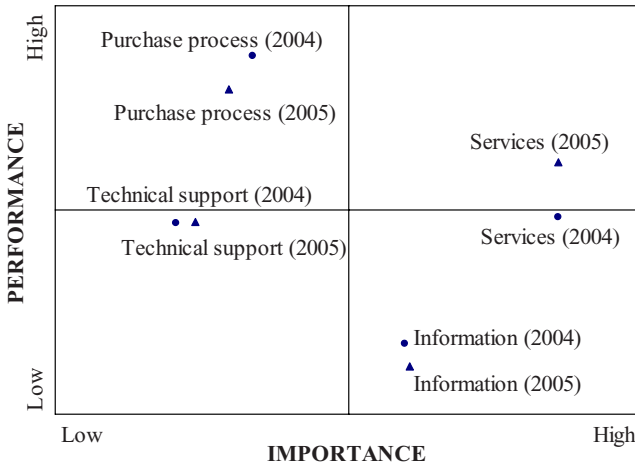 High
Purchase process (2004)
Purchase process (2005)
Services (2005)
PERFORMANCE
Technical support (2004)
Technical support (2005)
Services (2004)
Information (2004)
Information (2005)
Low
Low
High
IMPORTANCE